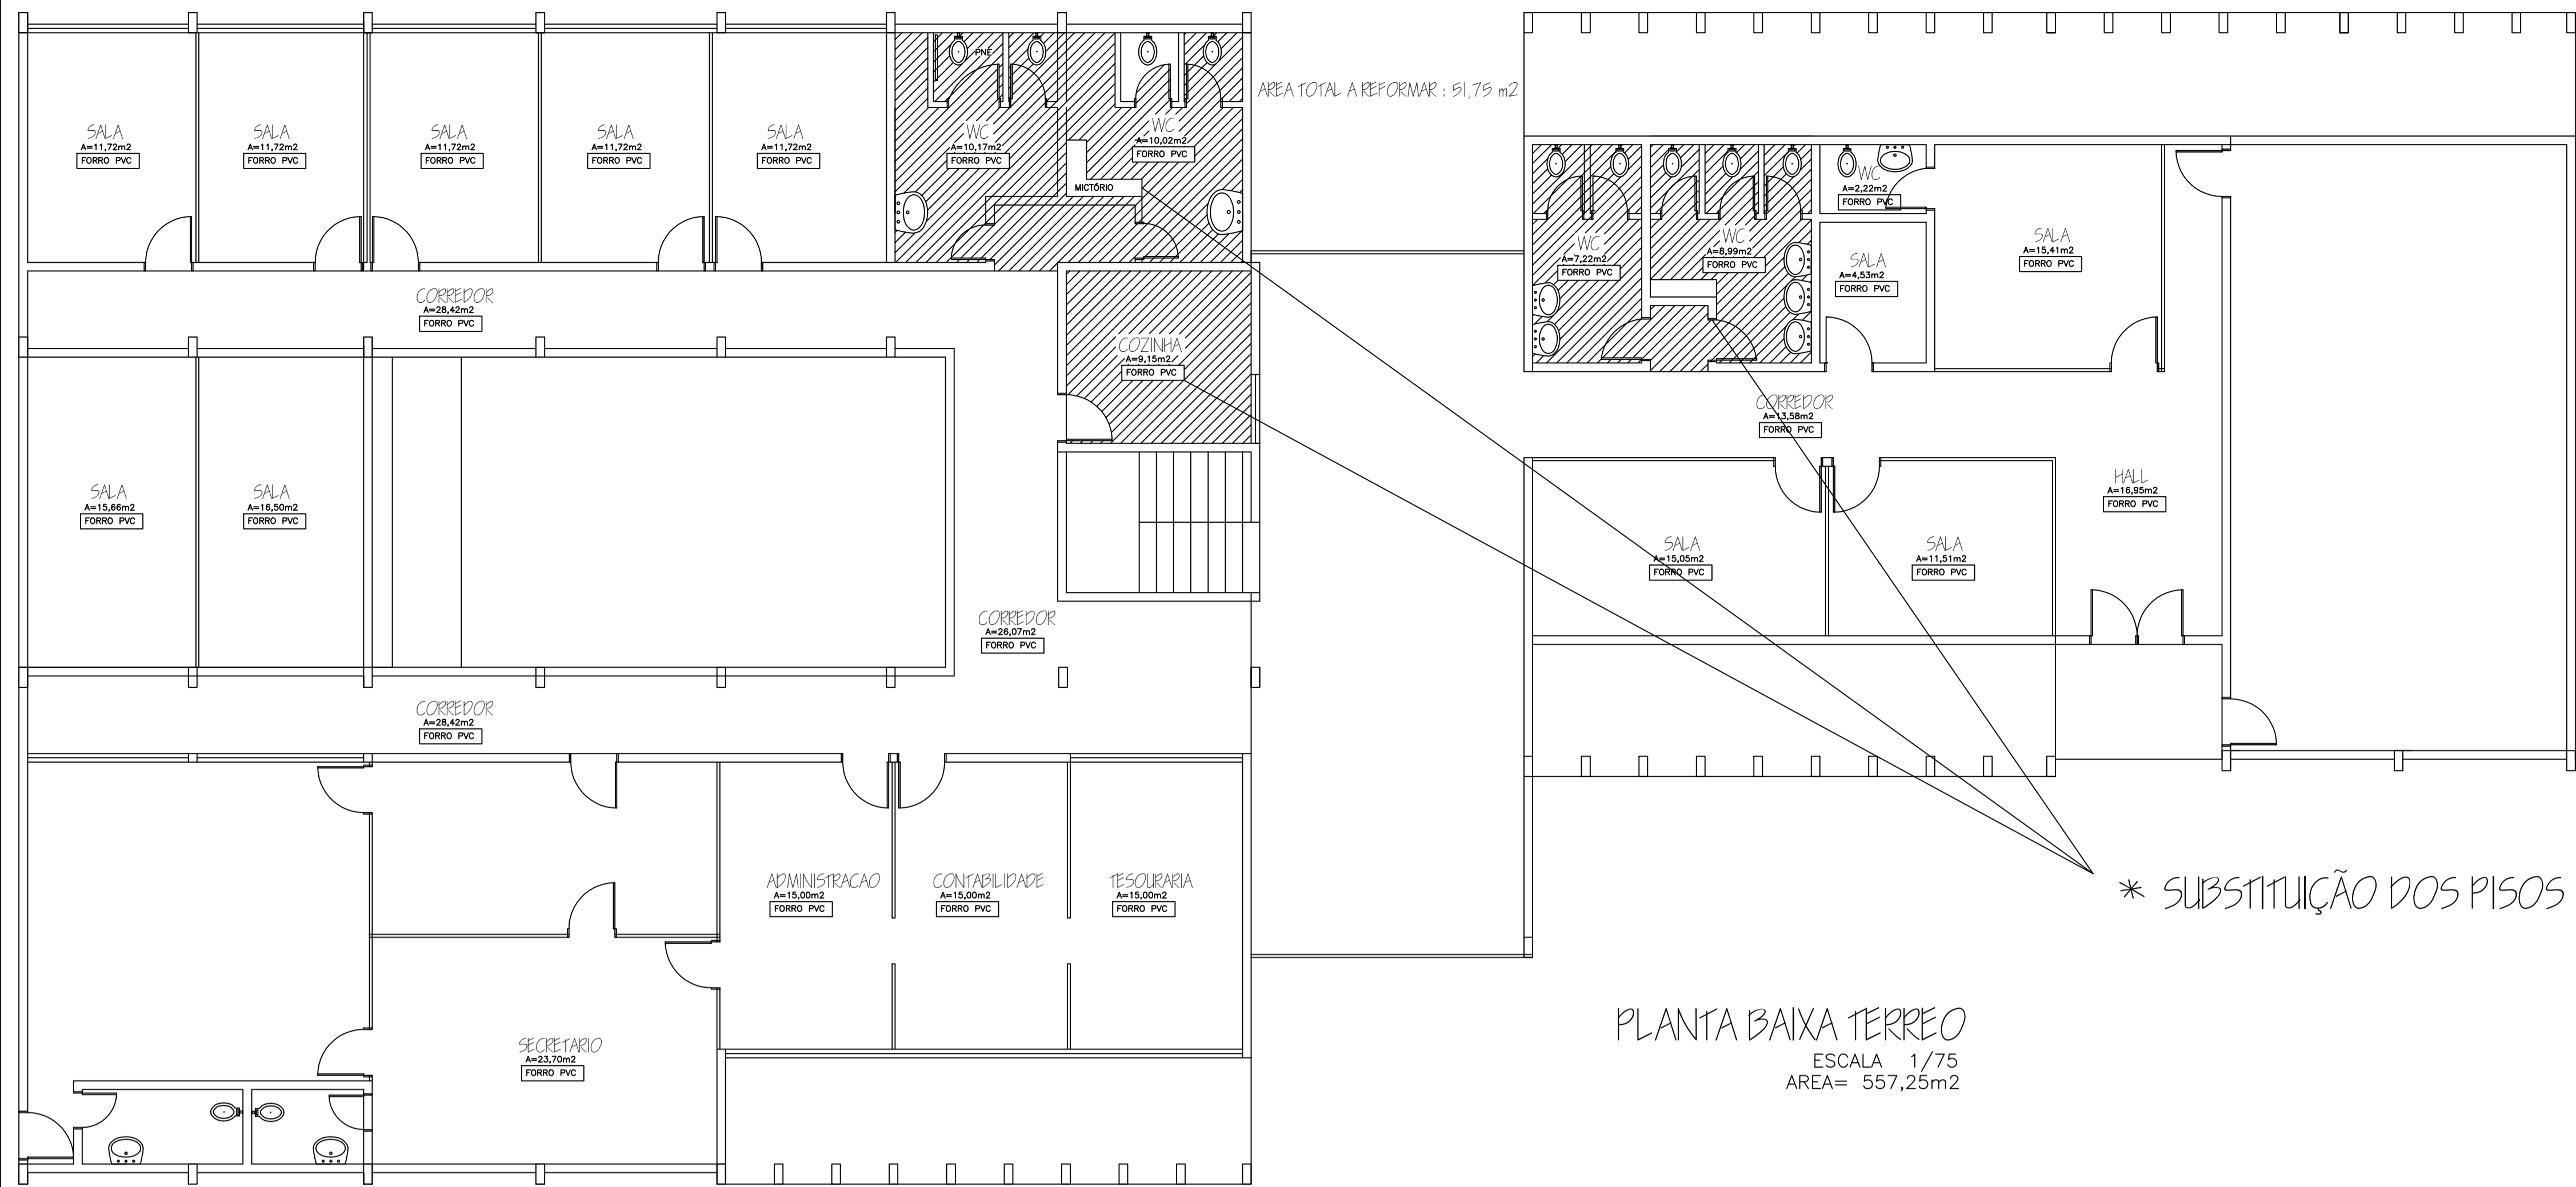 PNE
AREA TOTAL A REFORMAR : 51,75 m2
SALA
A=11,72m2
FORRO PVC
SALA
A=11,72m2
FORRO PVC
SALA
A=11,72m2
FORRO PVC
SALA
A=11,72m2
FORRO PVC
SALA
A=11,72m2
FORRO PVC
WC
A=10,17m2
FORRO PVC
WC
A=10,02m2
FORRO PVC
MICTÓRIO
WC
A=2,22m2
FORRO PVC
WC
A=7,22m2
FORRO PVC
WC
A=8,99m2
FORRO PVC
SALA
A=4,53m2
FORRO PVC
SALA
A=15,41m2
FORRO PVC
CORREDOR
A=28,42m2
FORRO PVC
COZINHA
A=9,15m2
FORRO PVC
CORREDOR
A=13,58m2
FORRO PVC
SALA
A=15,66m2
FORRO PVC
SALA
A=16,50m2
FORRO PVC
HALL
A=16,95m2
FORRO PVC
SALA
A=15,05m2
FORRO PVC
SALA
A=11,51m2
FORRO PVC
CORREDOR
A=26,07m2
FORRO PVC
CORREDOR
A=28,42m2
FORRO PVC
ADMINISTRACAO
A=15,00m2
FORRO PVC
CONTABILIDADE
A=15,00m2
FORRO PVC
TESOURARIA
A=15,00m2
FORRO PVC
* SUBSTITUIÇÃO DOS PISOS
SECRETARIO
A=23,70m2
FORRO PVC
PLANTA BAIXA TERREO
ESCALA 1/75
AREA= 557,25m2